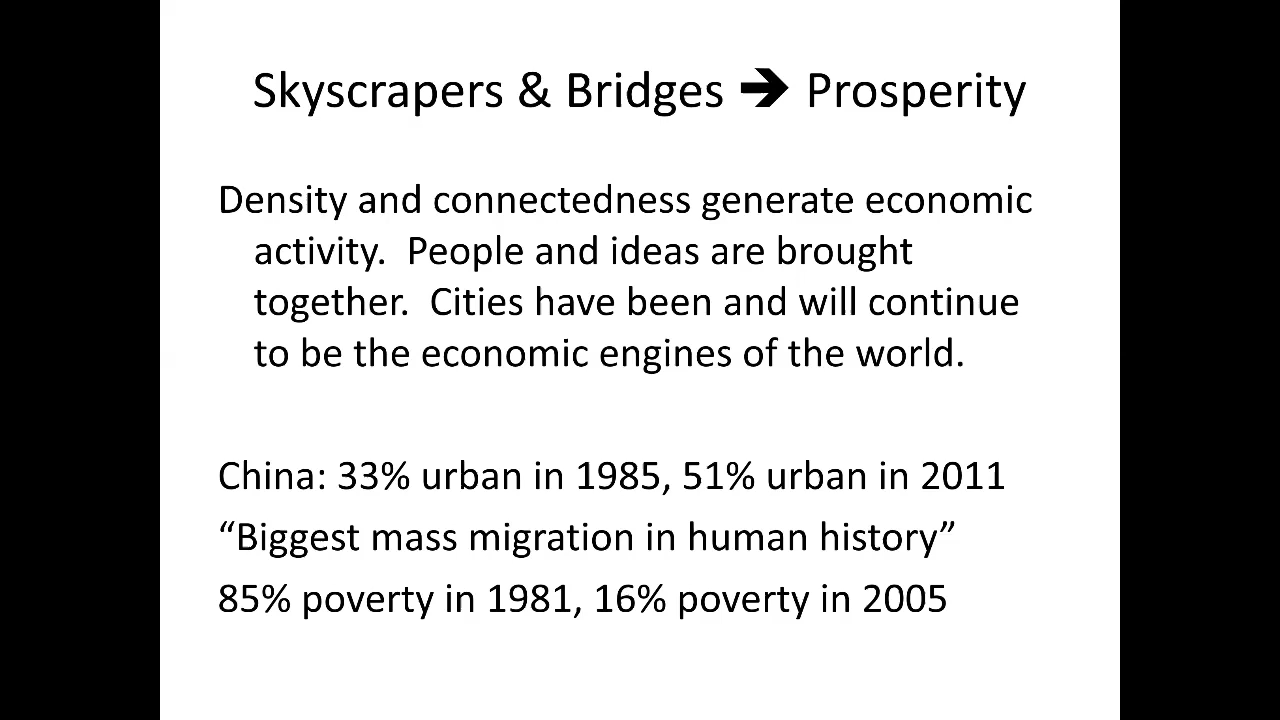 Skyscrapers & Bridges ➔ Prosperity
Density and connectedness generate economic
activity.  People and ideas are brought
together.  Cities have been and will continue
to be the economic engines of the world.
China: 33% urban in 1985, 51% urban in 2011
“Biggest mass migration in human history”
85% poverty in 1981, 16% poverty in 2005